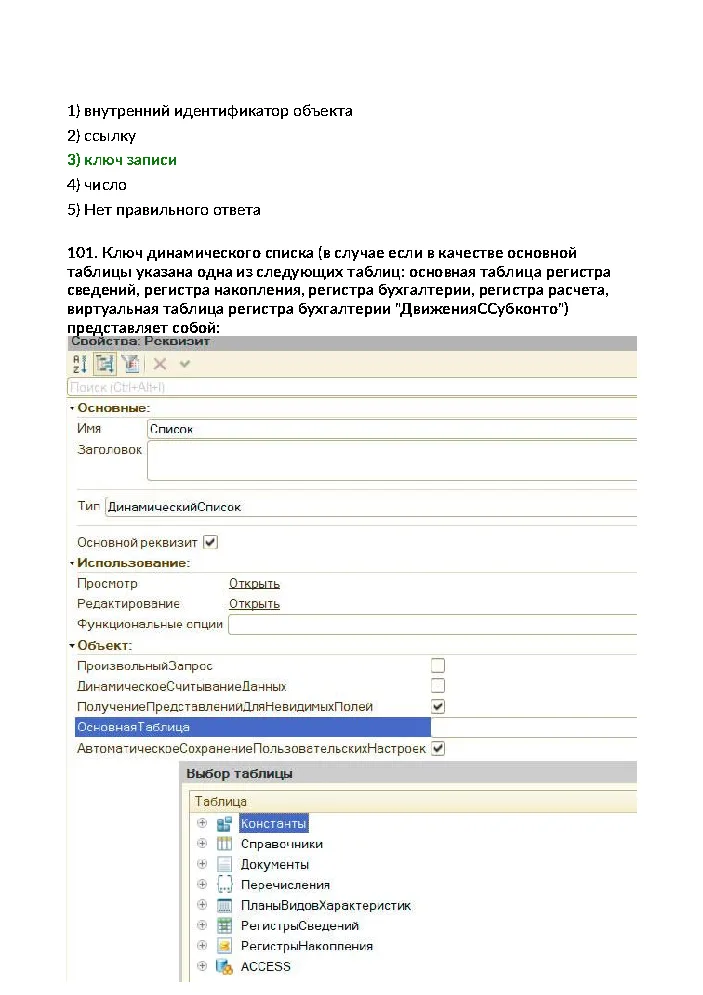 1) внутренний идентификатор объекта
2) ссылку
3) ключ записи
4) число
5) Нет правильного ответа
101. Ключ динамического списка (в случае если в качестве основной
таблицы указана одна из следующих таблиц: основная таблица регистра
сведений, регистра накопления, регистра бухгалтерии, регистра расчета,
виртуальная таблица регистра бухгалтерии "ДвиженияССубконто")
представляет собой:
Свойства: Реквизит
Поиск (Ctrl+Alt+I)
Основные:
Имя Список
Заголовок
Тип ДинамическийСписок
Основной реквизит
Использование:
Просмотр Открыть
Редактирование Открыть
Функциональные опции
Объект:
ПроизвольныйЗапрос
ДинамическоеСчитываниеДанных
ПолучениеПредставленийДляНевидимыхПолей
ОсновнаяТаблица
АвтоматическоеСохранениеПользовательскихНастроек
Выбор таблицы
Таблица
Константы
Справочники
Документы
Перечисления
ПланыВидовХарактеристик
РегистрыСведений
РегистрыНакопления
ACCESS